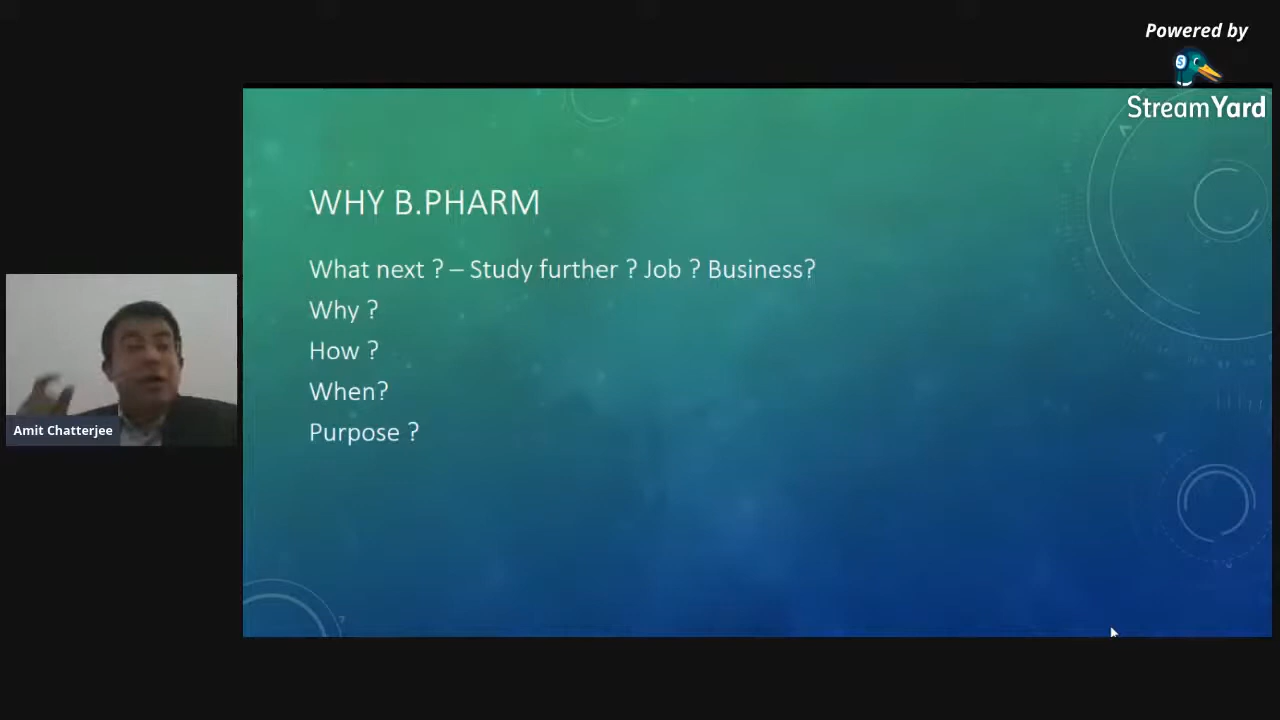 Powered by
StreamYard
WHY B.PHARM
What next ? – Study further ? Job ? Business?
Why ?
How ?
When?
Purpose ?
Amit Chatterjee